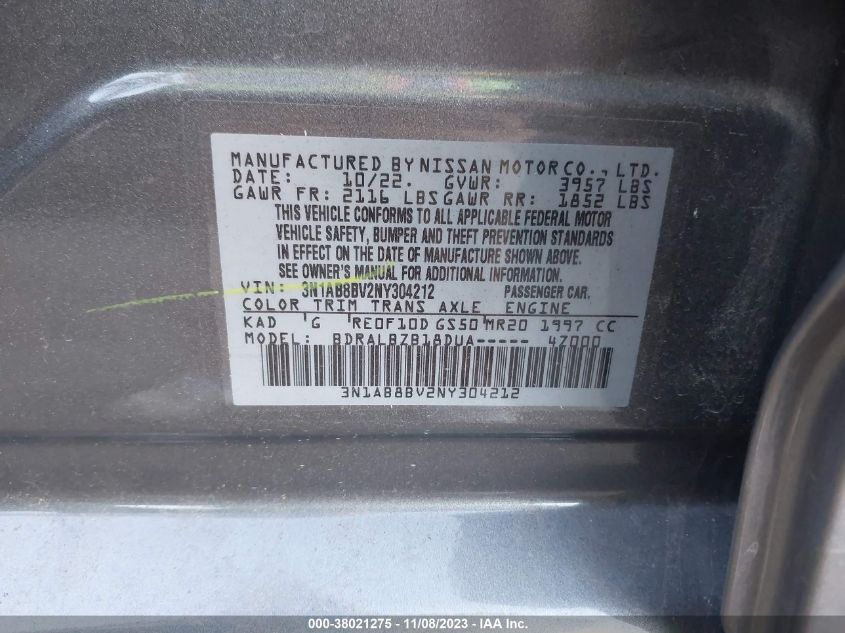 MANUFACTURED BY NISSAN MOTOR CO., LTD.
DATE: 10/22. GVWR: 3957 LBS
GAWR FR: 2116 LBS GAWR RR: 1852 LBS
THIS VEHICLE CONFORMS TO ALL APPLICABLE FEDERAL MOTOR
VEHICLE SAFETY, BUMPER AND THEFT PREVENTION STANDARDS
IN EFFECT ON THE DATE OF MANUFACTURE SHOWN ABOVE.
SEE OWNER'S MANUAL FOR ADDITIONAL INFORMATION.
VIN: 3N1AB8BV2NY304212 PASSENGER CAR.
COLOR TRIM TRANS AXLE ENGINE
KAD G RE0F10D GS50 MR20 1997 CC
MODEL: BDRALBZB18DUA----- 4Z000
3N1AB8BV2NY304212
000-38021275 - 11/08/2023 - IAA Inc.